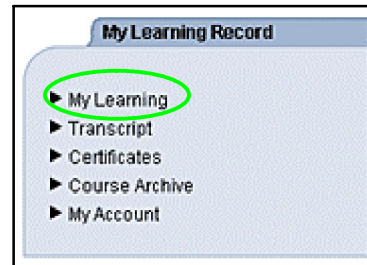 My Learning Record
My Learning
Transcript
Certificates
Course Archive
My Account